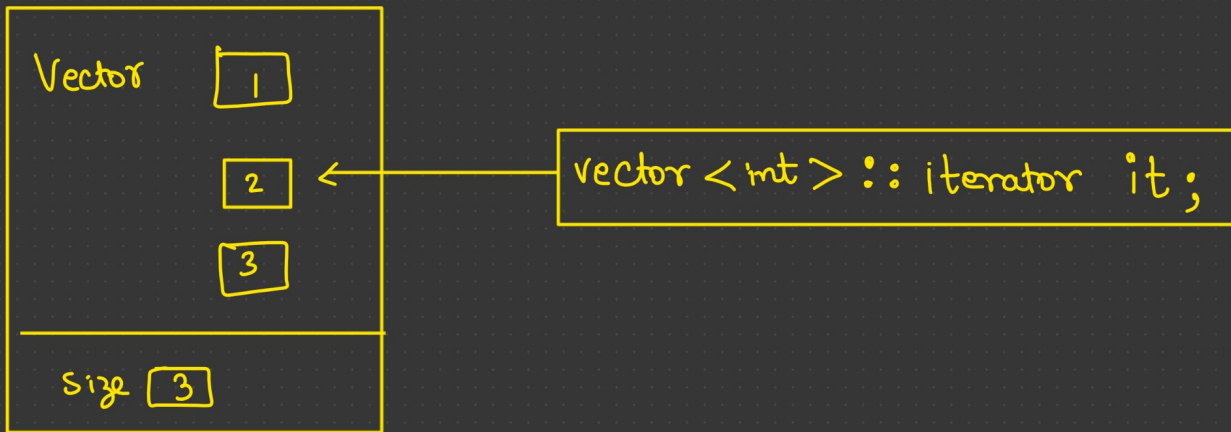 Vector 1
2
3
size 3
vector <int> :: iterator it;